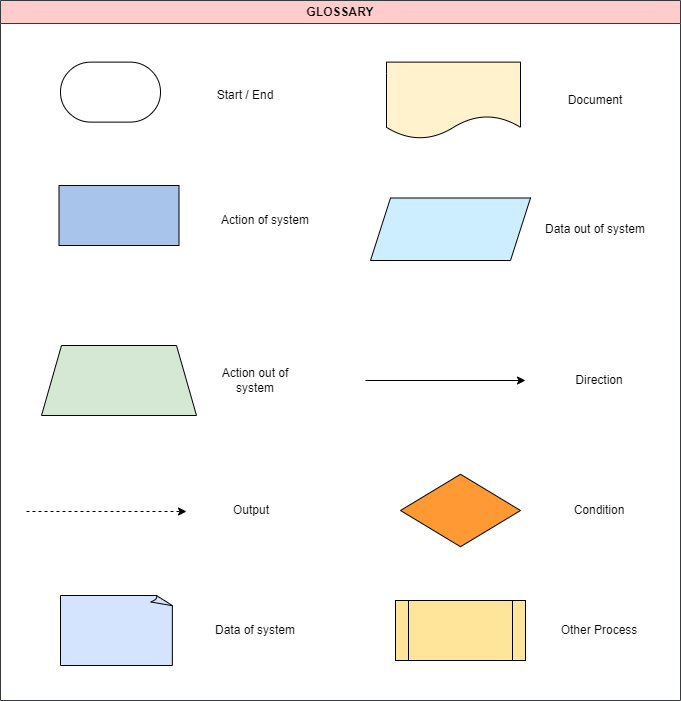 GLOSSARY
Start / End
Document
Action of system
Data out of system
Action out of
system
Direction
Output
Condition
Data of system
Other Process